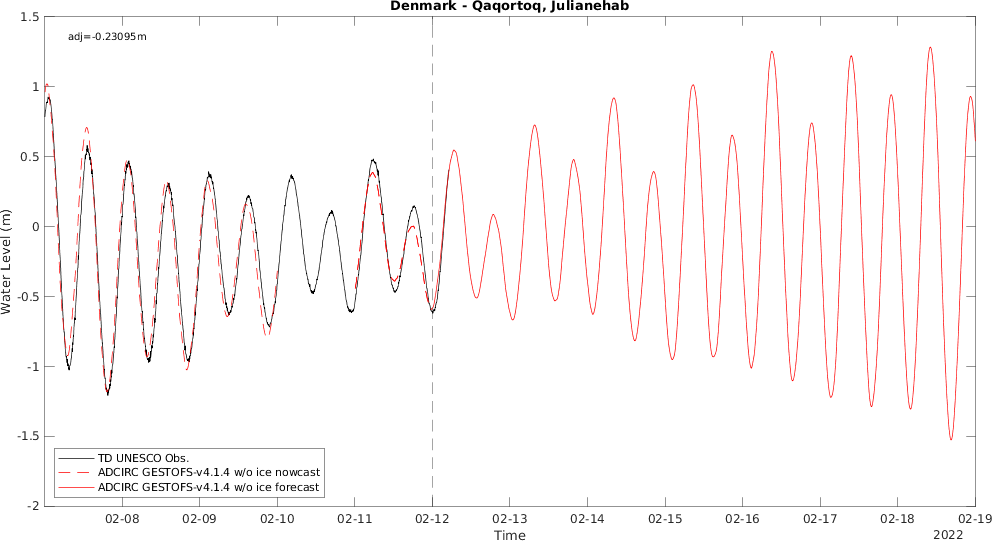 Denmark - Qaqortoq, Julianehab
adj=-0.23095m
1.5
1
0.5
0
-0.5
-1
-1.5
-2
Water Level (m)
TD UNESCO Obs.
ADCIRC GESTOFS-v4.1.4 w/o ice nowcast
ADCIRC GESTOFS-v4.1.4 w/o ice forecast
02-08 02-09 02-10 02-11 02-12 02-13 02-14 02-15 02-16 02-17 02-18 02-19
Time
2022